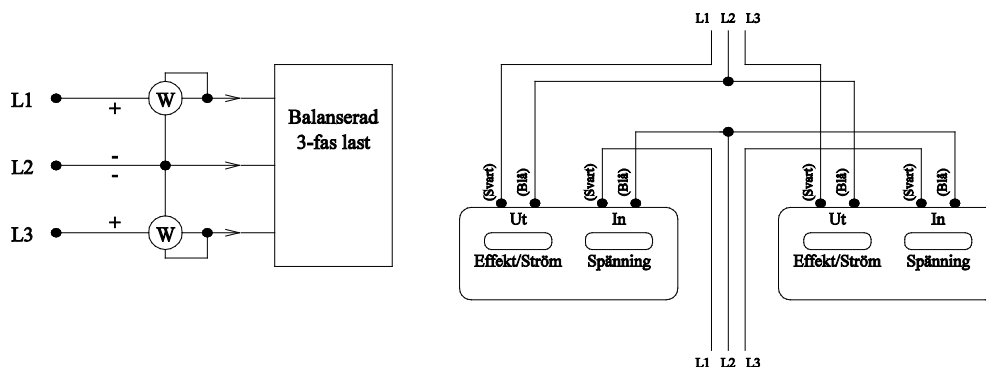 L1
W
+
Balanserad
3-fas last
L2
-
-
+
L3
W
L1 L2 L3
(Svart) (Blå) (Svart) (Blå) (Svart) (Blå) (Svart) (Blå)
Ut In Ut In
Effekt/Ström Spänning Effekt/Ström Spänning
L1 L2 L3